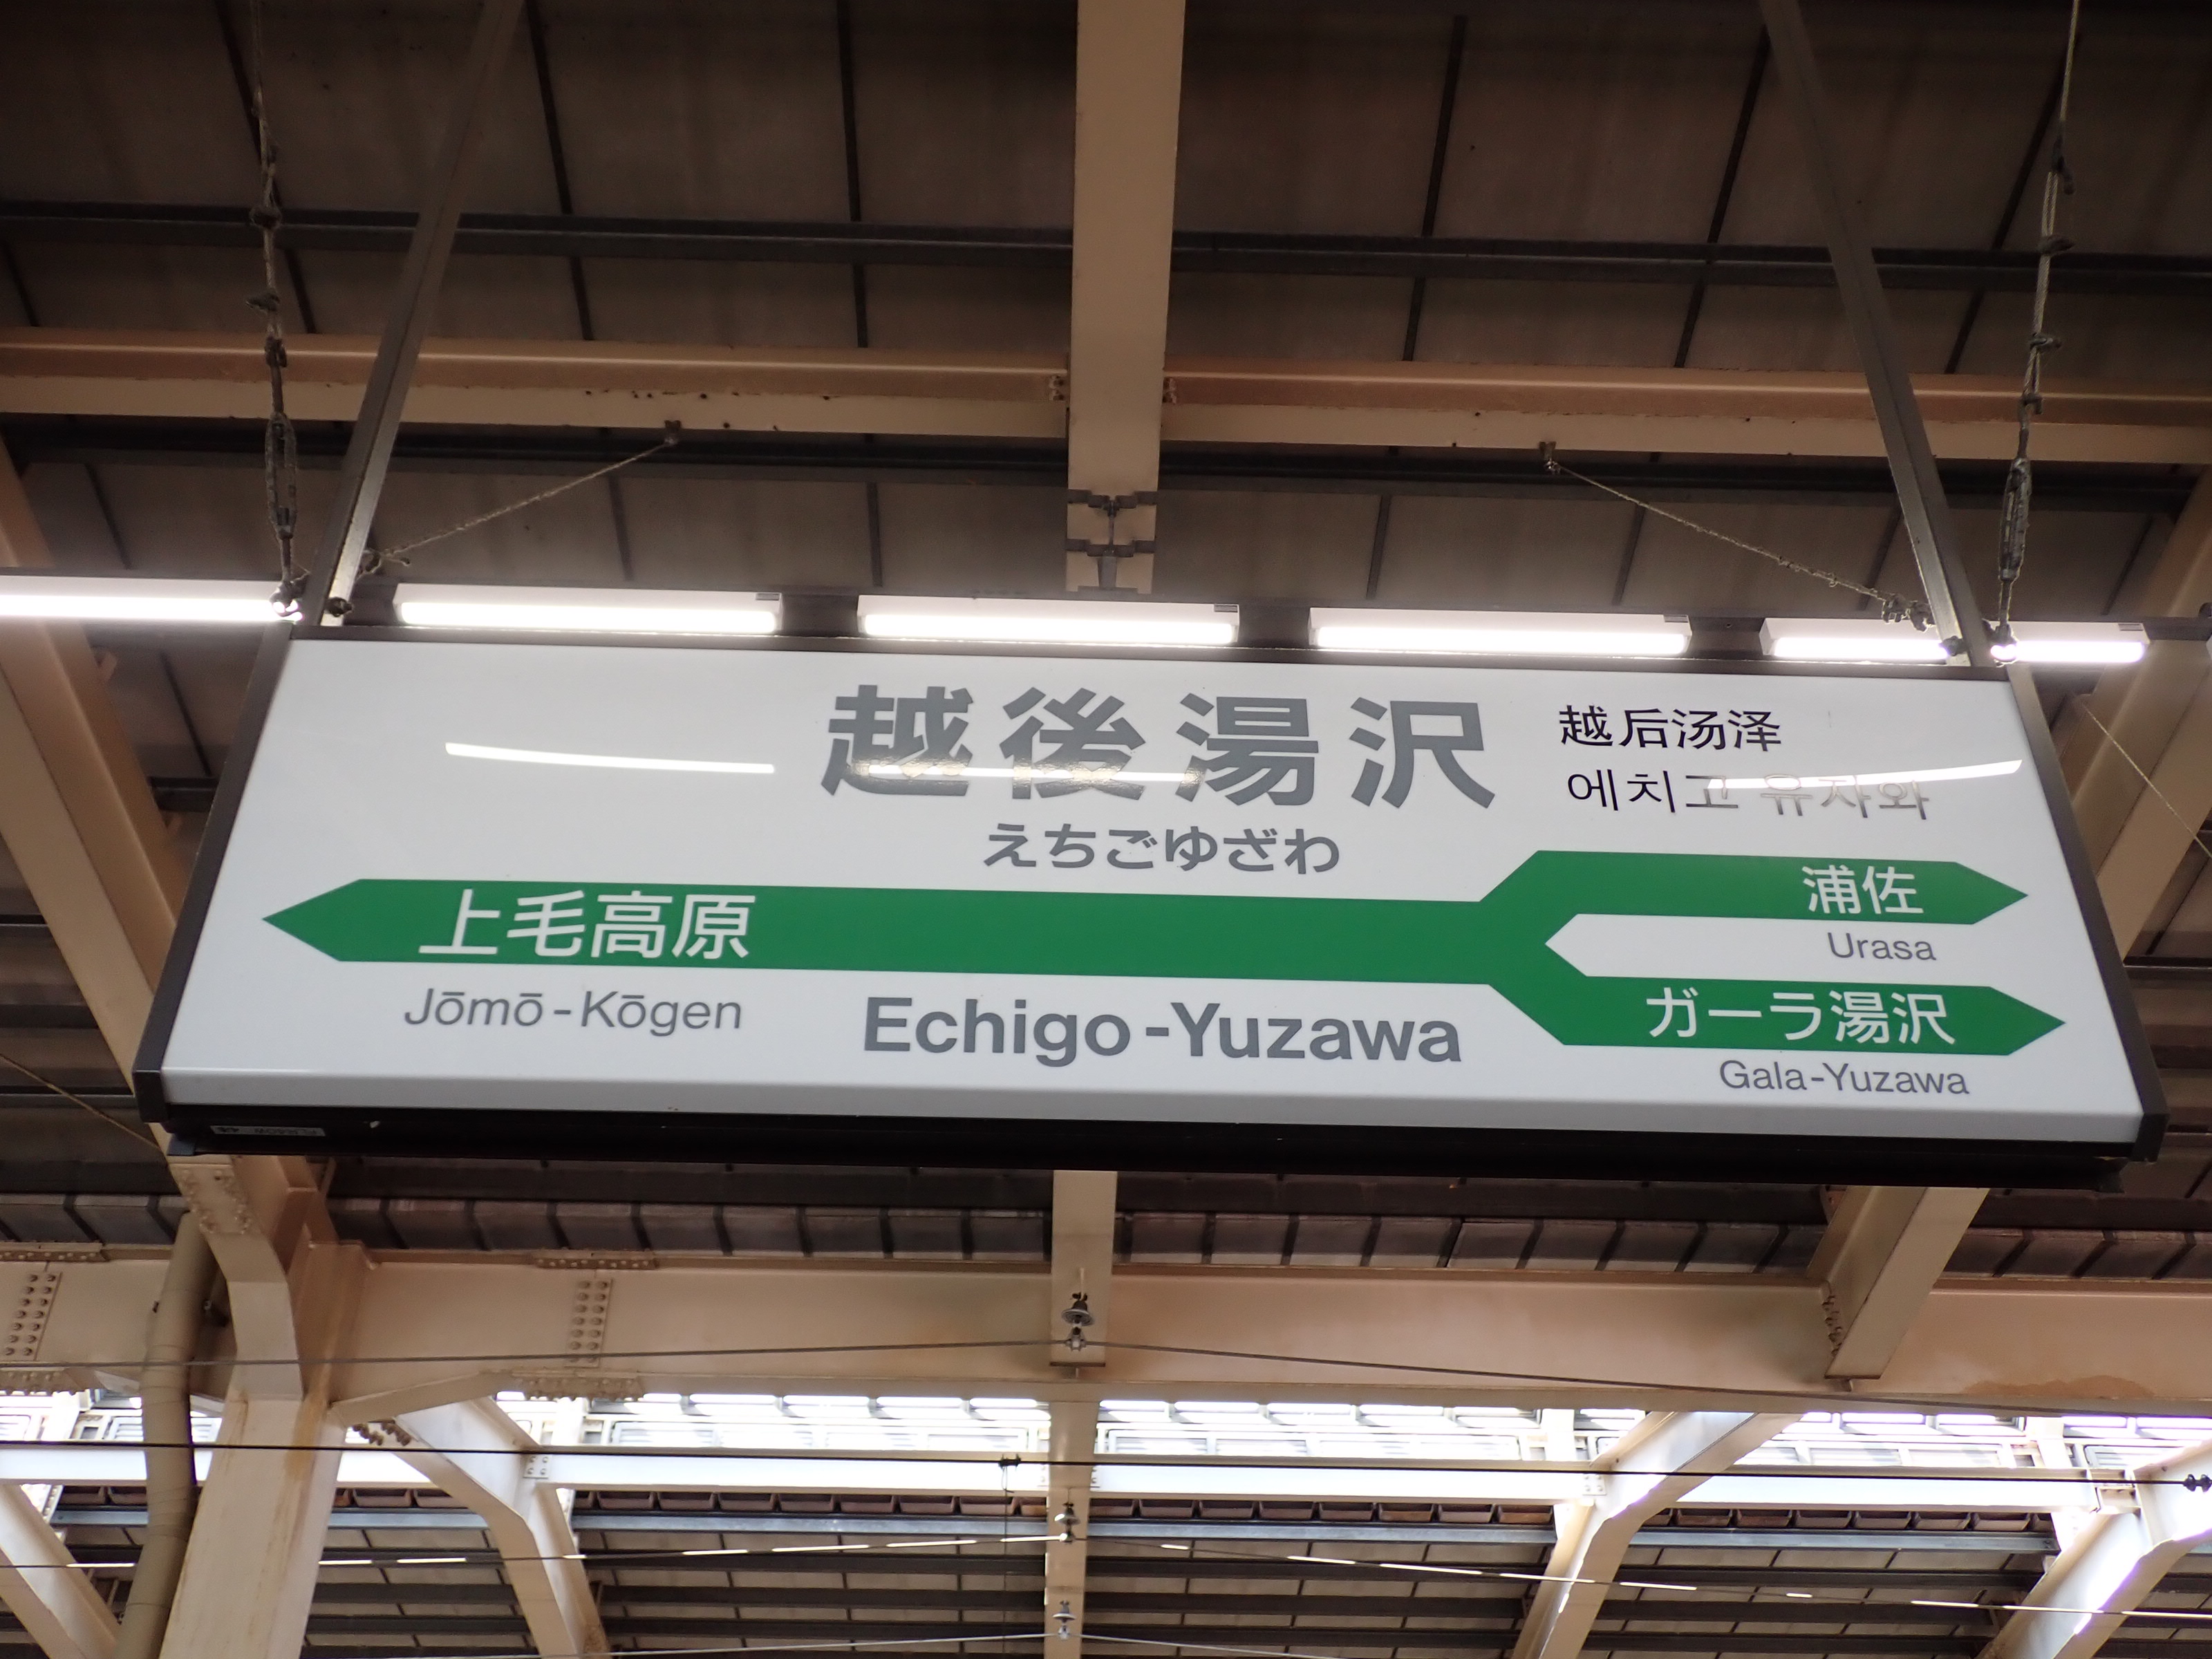 越後湯沢
越后汤泽
에치고 유자와
えちごゆざわ
上毛高原
浦佐
Urasa
ガーラ湯沢
Jōmō-Kōgen
Echigo-Yuzawa
Gala-Yuzawa